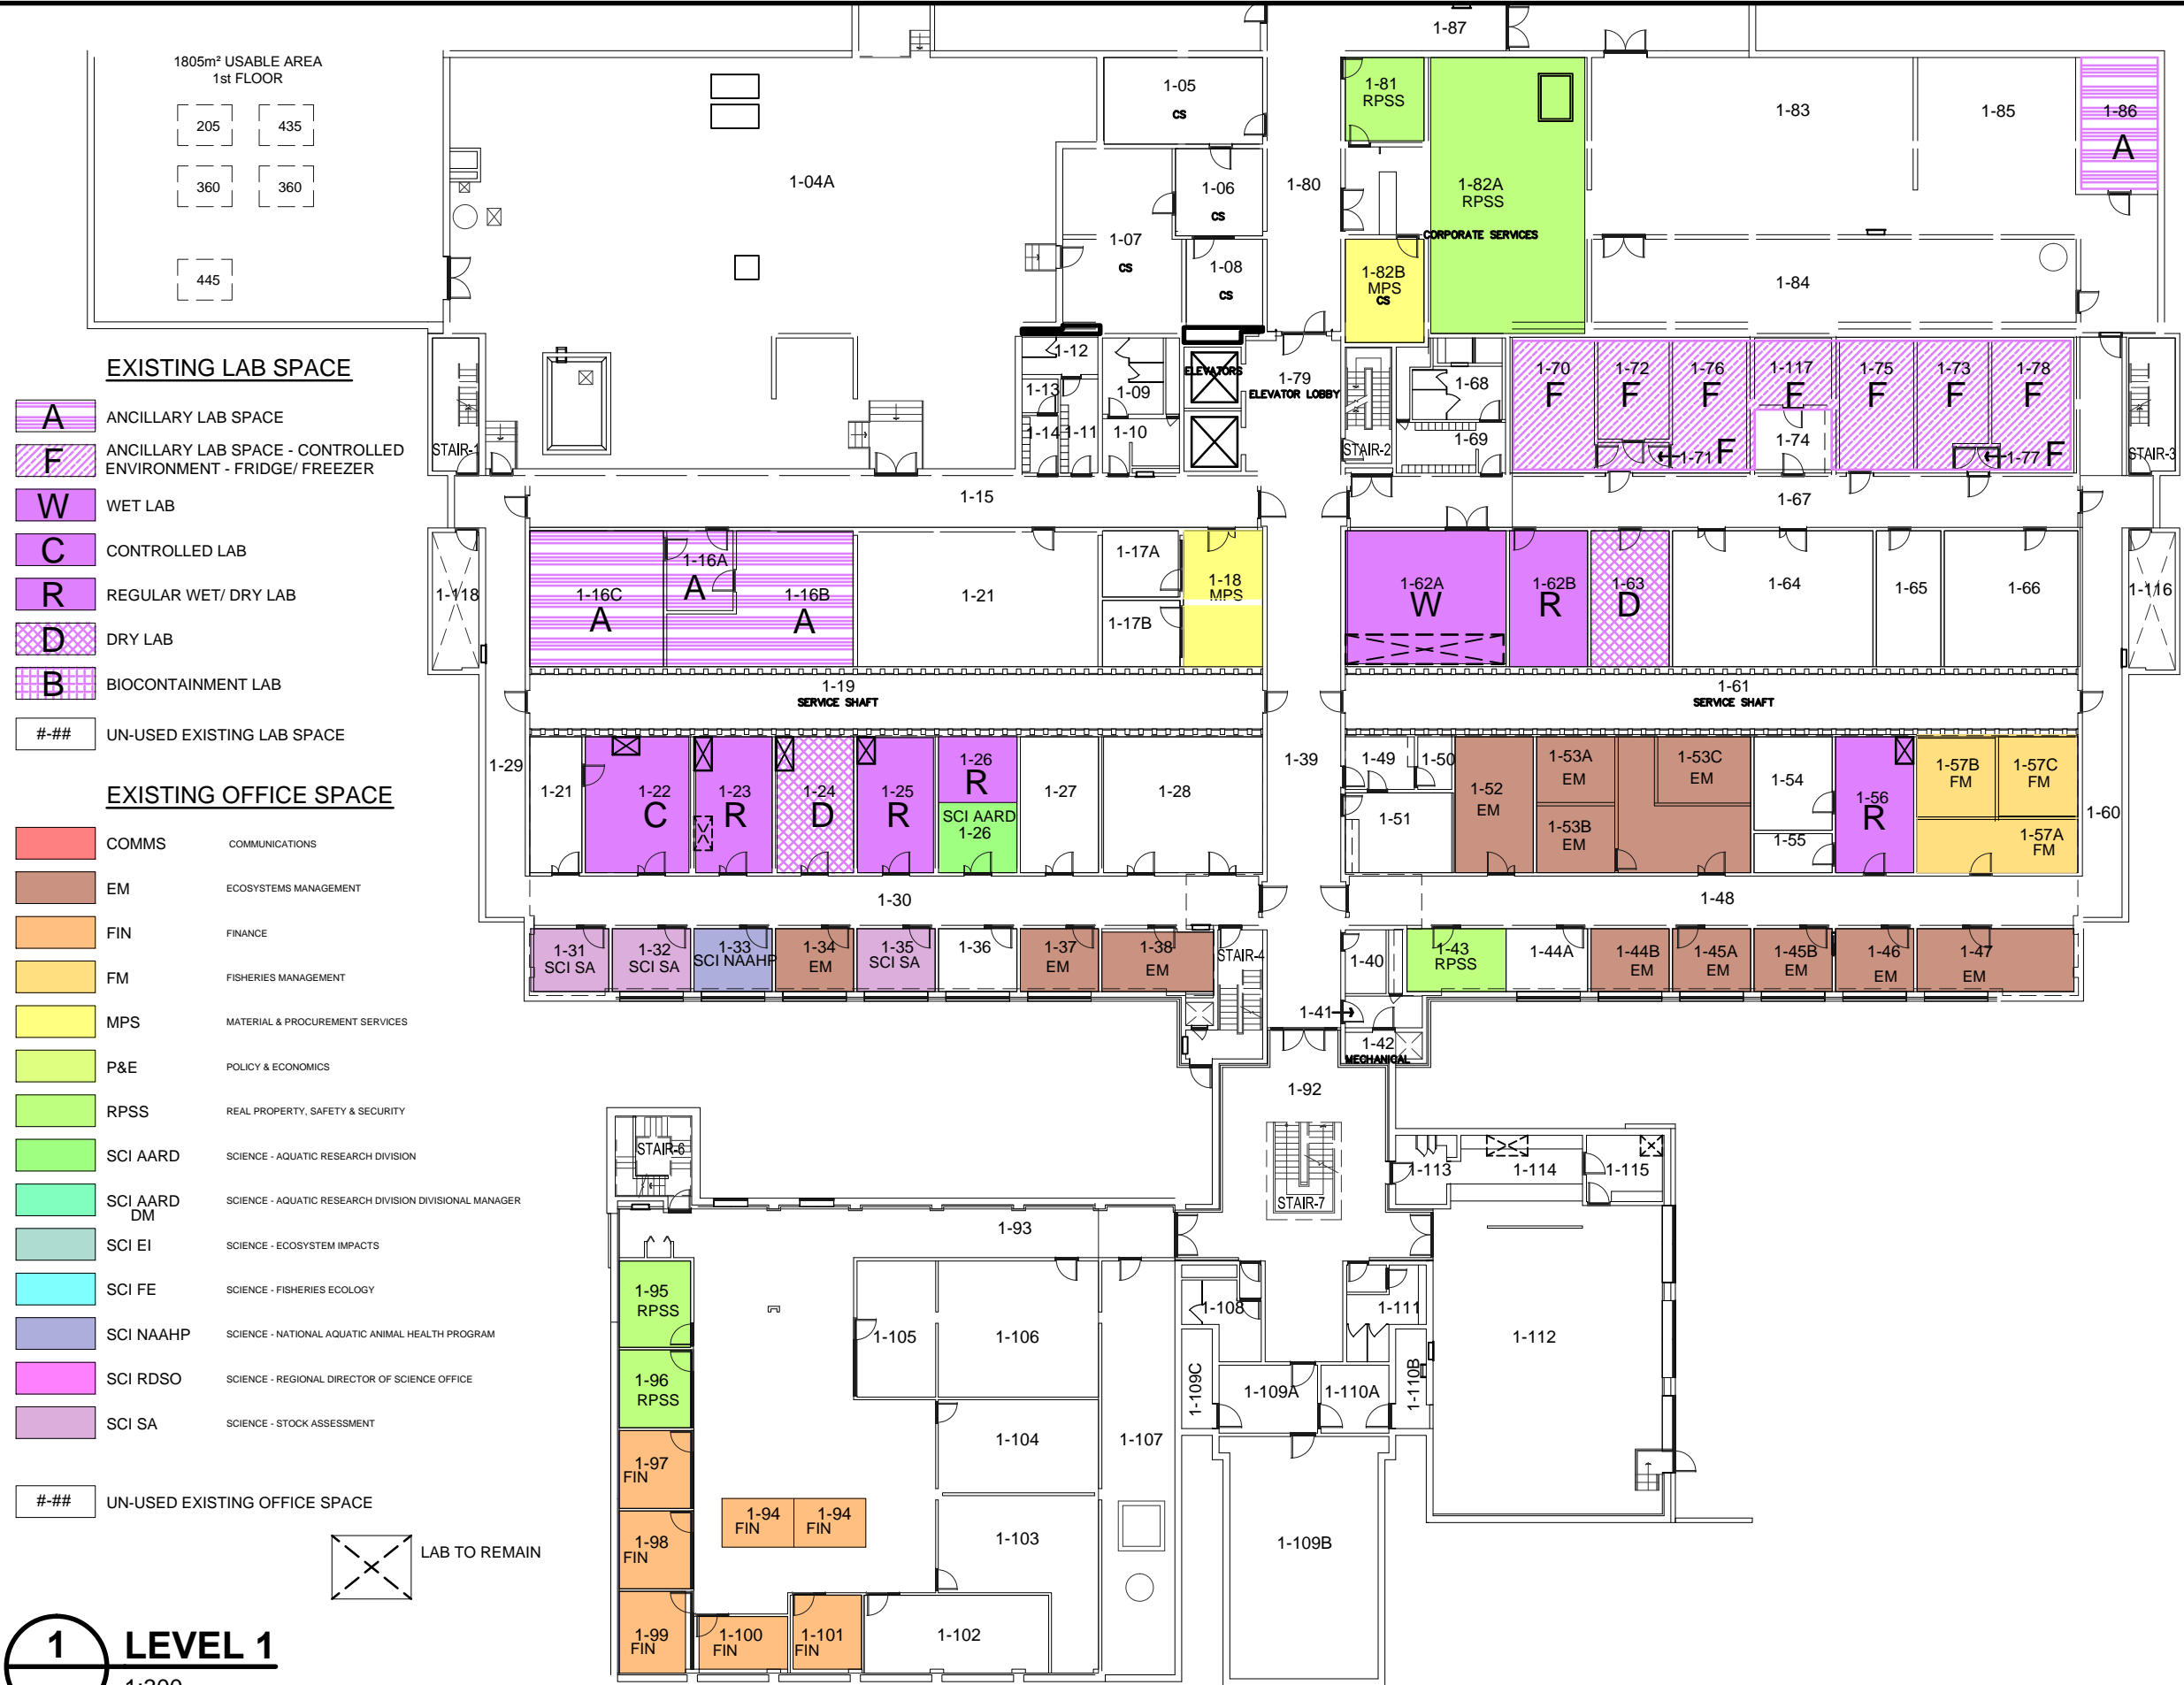 1805m² USABLE AREA
1st FLOOR
205
435
360
360
445
EXISTING LAB SPACE
A ANCILLARY LAB SPACE
F ANCILLARY LAB SPACE - CONTROLLED
ENVIRONMENT - FRIDGE/ FREEZER
W WET LAB
C CONTROLLED LAB
R REGULAR WET/ DRY LAB
D DRY LAB
B BIOCONTAINMENT LAB
#-## UN-USED EXISTING LAB SPACE
EXISTING OFFICE SPACE
COMMS COMMUNICATIONS
EM ECOSYSTEMS MANAGEMENT
FIN FINANCE
FM FISHERIES MANAGEMENT
MPS MATERIAL & PROCUREMENT SERVICES
P&E POLICY & ECONOMICS
RPSS REAL PROPERTY, SAFETY & SECURITY
SCI AARD SCIENCE - AQUATIC RESEARCH DIVISION
SCI AARD SCIENCE - AQUATIC RESEARCH DIVISION DIVISIONAL MANAGER
DM
SCI EI SCIENCE - ECOSYSTEM IMPACTS
SCI FE SCIENCE - FISHERIES ECOLOGY
SCI NAAHP SCIENCE - NATIONAL AQUATIC ANIMAL HEALTH PROGRAM
SCI RDSO SCIENCE - REGIONAL DIRECTOR OF SCIENCE OFFICE
SCI SA SCIENCE - STOCK ASSESSMENT
#-## UN-USED EXISTING OFFICE SPACE
LAB TO REMAIN
1 LEVEL 1
1-87
1-05
CS
1-81
RPSS
1-83
1-85
1-86
A
1-04A
1-06
CS
1-80
1-82A
RPSS
CORPORATE SERVICES
1-07
CS
1-08
CS
1-82B
MPS
CS
1-84
STAIR-1
1-12
1-13
1-14
1-11
1-09
1-10
ELEVATORS
1-79
ELEVATOR LOBBY
STAIR-2
1-68
1-69
1-70
F
1-72
F
1-76
F
1-117
F
1-75
F
1-73
F
1-78
F
1-71 F
1-74
1-77 F
STAIR-3
1-15
1-67
1-118
1-16C
A
1-16A
A
1-16B
A
1-21
1-17A
1-17B
1-18
MPS
1-62A
W
1-62B
R
1-63
D
1-64
1-65
1-66
1-116
1-19
SERVICE SHAFT
1-61
SERVICE SHAFT
1-29
1-21
1-22
C
1-23
R
1-24
D
1-25
R
1-26
R
SCI AARD
1-26
1-27
1-28
1-39
1-49
1-50
1-51
1-52
EM
1-53A
EM
1-53B
EM
1-53C
EM
1-54
1-55
1-56
R
1-57B
FM
1-57C
FM
1-57A
FM
1-60
1-30
1-48
1-31
SCI SA
1-32
SCI SA
1-33
SCI NAAHP
1-34
EM
1-35
SCI SA
1-36
1-37
EM
1-38
EM
STAIR-4
1-40
1-43
RPSS
1-44A
1-44B
EM
1-45A
EM
1-45B
EM
1-46
EM
1-47
EM
1-41
1-42
MECHANICAL
1-92
STAIR-6
STAIR-7
1-113
1-114
1-115
1-93
1-95
RPSS
1-96
RPSS
1-105
1-106
1-108
1-111
1-112
1-109C
1-109A
1-110A
1-110B
1-97
FIN
1-104
1-107
1-94
FIN
1-94
FIN
1-98
FIN
1-103
1-109B
1-99
FIN
1-100
FIN
1-101
FIN
1-102